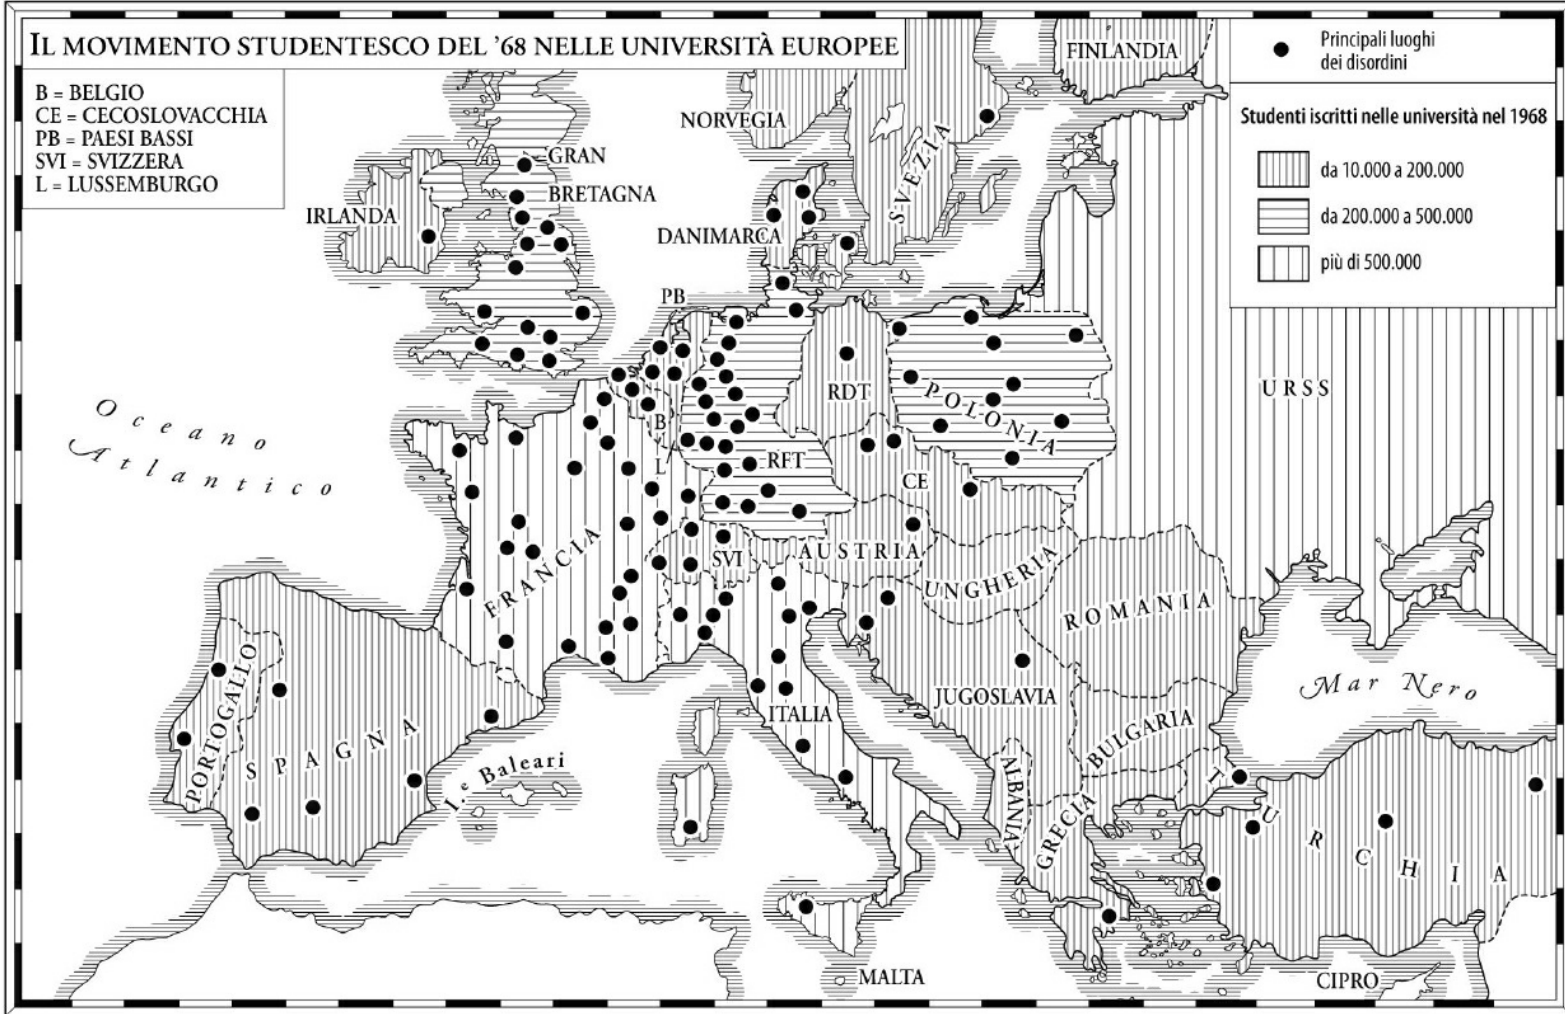 IL MOVIMENTO STUDENTESCO DEL '68 NELLE UNIVERSITÀ EUROPEE
B = BELGIO
CE = CECOSLOVACCHIA
PB = PAESI BASSI
SVI = SVIZZERA
L = LUSSEMBURGO
Principali luoghi
dei disordini
Studenti iscritti nelle università nel 1968
da 10.000 a 200.000
da 200.000 a 500.000
più di 500.000
FINLANDIA
NORVEGIA
SVEZIA
GRAN
BRETAGNA
IRLANDA
DANIMARCA
PB
URSS
RDT
POLONIA
Oceano
Atlantico
B
L
RFT
CE
FRANCIA
SVI
AUSTRIA
UNGHERIA
ROMANIA
JUGOSLAVIA
Mar Nero
PORTOGALLO
SPAGNA
ITALIA
BULGARIA
I.e Baleari
ALBANIA
GRECIA
TURCHIA
MALTA
CIPRO